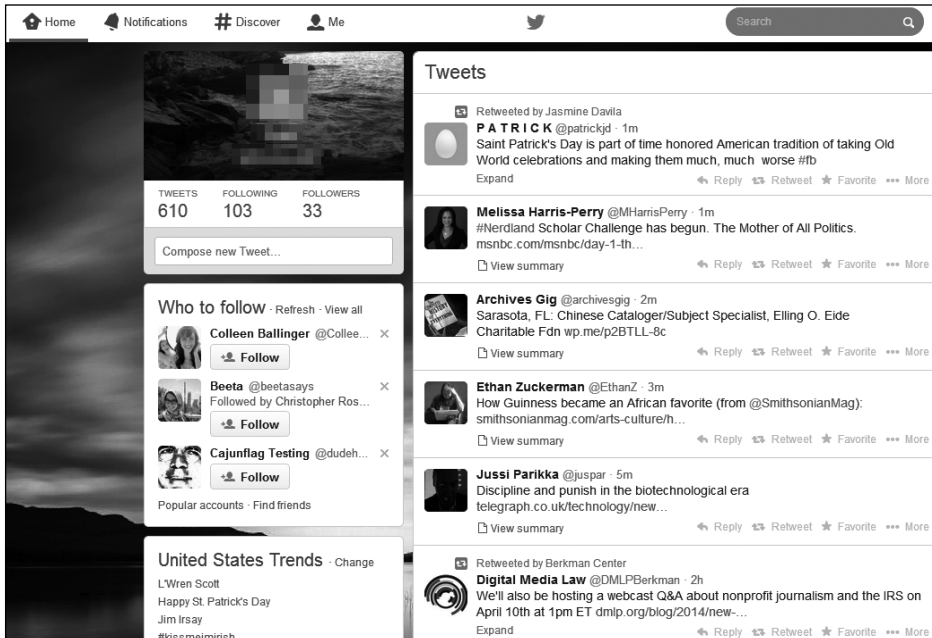 Home Notifications # Discover Me Search
TWEETS FOLLOWING FOLLOWERS
610 103 33
Compose new Tweet...
Who to follow · Refresh · View all
Colleen Ballinger @Collee... ×
Follow
Beeta @beetasays ×
Followed by Christopher Ros...
Follow
Cajunflag Testing @dudeh... ×
Follow
Popular accounts · Find friends
United States Trends · Change
L'Wren Scott
Happy St. Patrick's Day
Jim Irsay
#kissmeimirish
Tweets
Retweeted by Jasmine Davila
P A T R I C K @patrickjd · 1m
Saint Patrick's Day is part of time honored American tradition of taking Old
World celebrations and making them much, much worse #fb
Expand Reply Retweet Favorite More
Melissa Harris-Perry @MHarrisPerry · 1m
#Nerdland Scholar Challenge has begun. The Mother of All Politics.
msnbc.com/msnbc/day-1-th...
View summary Reply Retweet Favorite More
Archives Gig @archivesgig · 2m
Sarasota, FL: Chinese Cataloger/Subject Specialist, Elling O. Eide
Charitable Fdn wp.me/p2BTLL-8c
View summary Reply Retweet Favorite More
Ethan Zuckerman @EthanZ · 3m
How Guinness became an African favorite (from @SmithsonianMag):
smithsonianmag.com/arts-culture/h...
View summary Reply Retweet Favorite More
Jussi Parikka @juspar · 5m
Discipline and punish in the biotechnological era
telegraph.co.uk/technology/new...
View summary Reply Retweet Favorite More
Retweeted by Berkman Center
Digital Media Law @DMLPBerkman · 2h
We'll also be hosting a webcast Q&A about nonprofit journalism and the IRS on
April 10th at 1pm ET dmlp.org/blog/2014/new-...
Expand Reply Retweet Favorite More